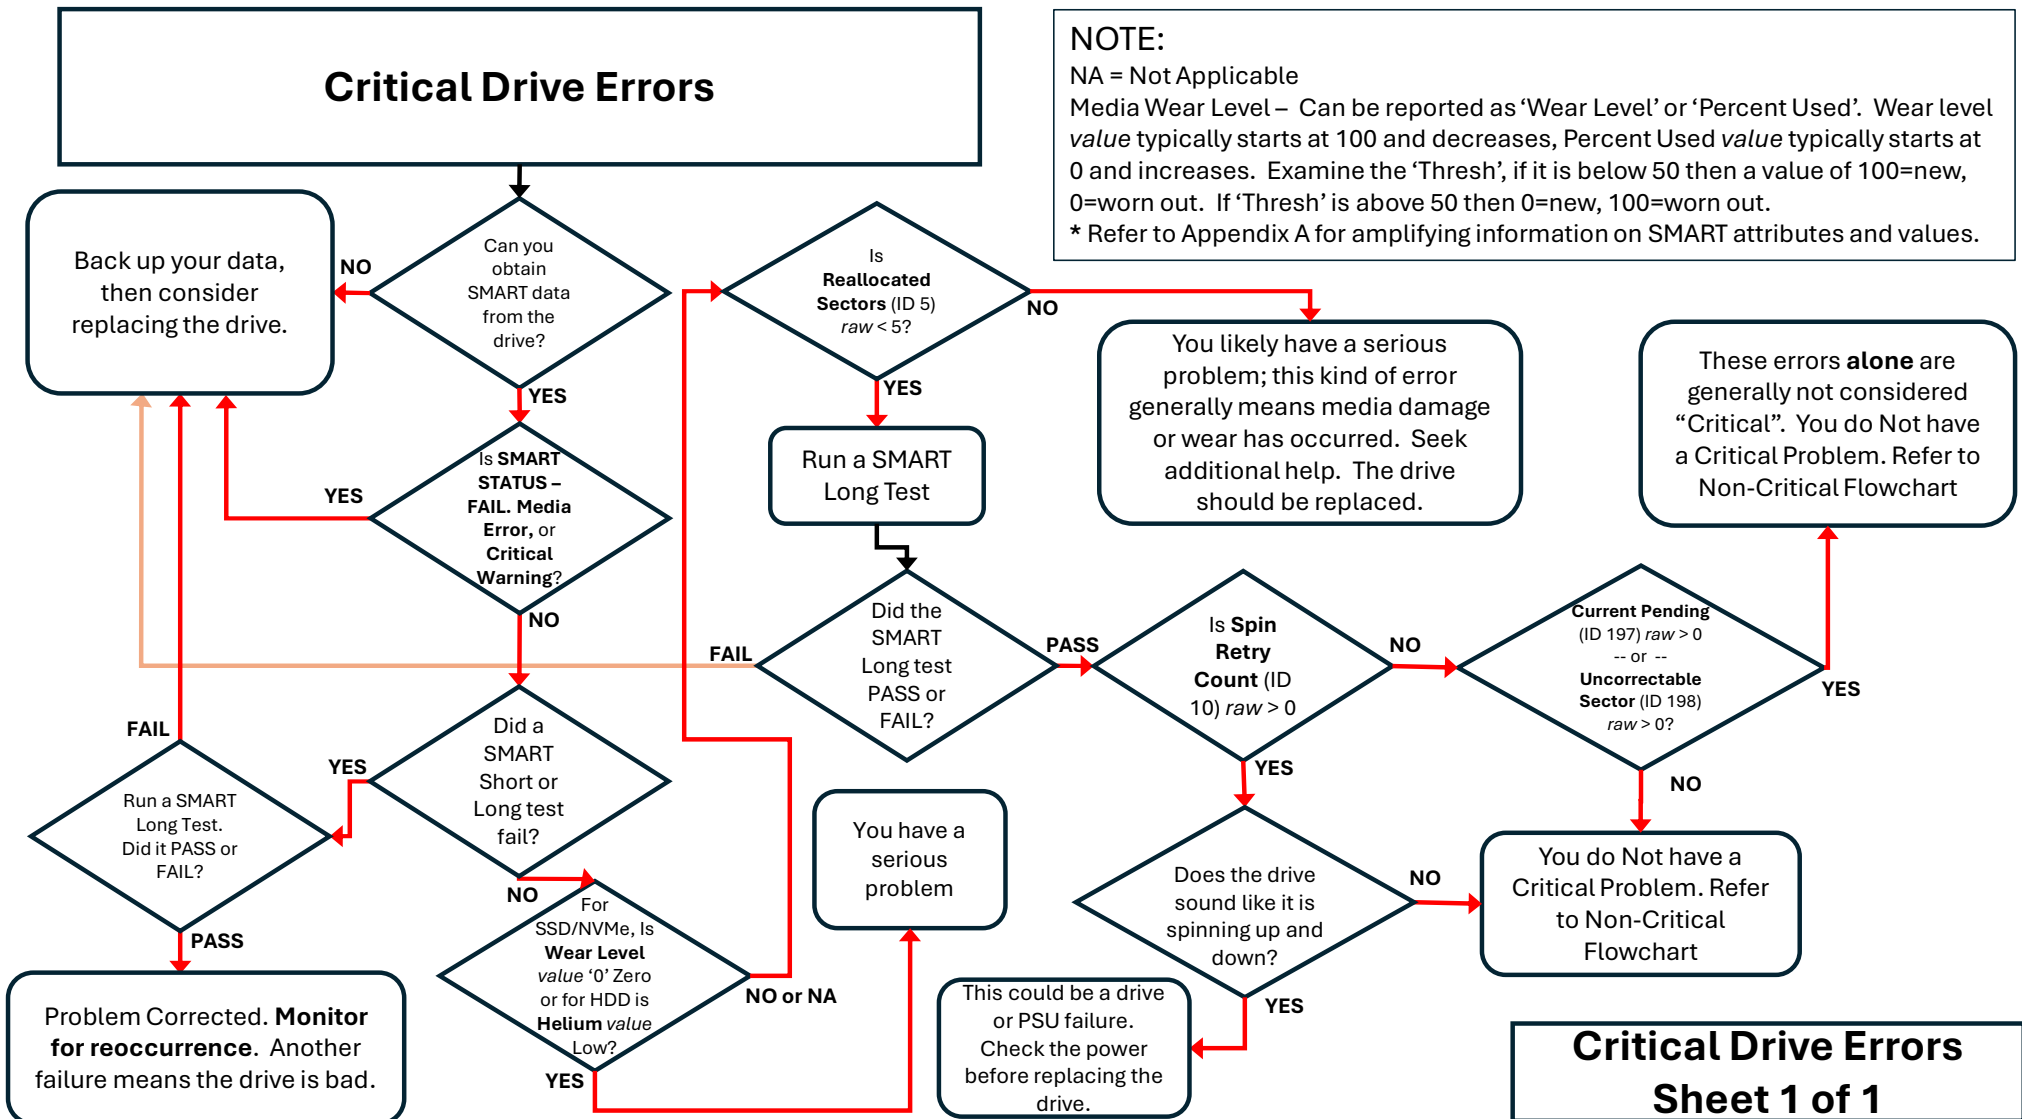 Critical Drive Errors
NOTE:
NA = Not Applicable
Media Wear Level – Can be reported as ‘Wear Level’ or ‘Percent Used’. Wear level
value typically starts at 100 and decreases, Percent Used value typically starts at
0 and increases. Examine the ‘Thresh’, if it is below 50 then a value of 100=new,
0=worn out. If ‘Thresh’ is above 50 then 0=new, 100=worn out.
* Refer to Appendix A for amplifying information on SMART attributes and values.
Back up your data,
then consider
replacing the drive.
NO
Can you
obtain
SMART data
from the
drive?
YES
Is
Reallocated
Sectors (ID 5)
raw < 5?
NO
YES
You likely have a serious
problem; this kind of error
generally means media damage
or wear has occurred. Seek
additional help. The drive
should be replaced.
These errors alone are
generally not considered
“Critical”. You do Not have
a Critical Problem. Refer to
Non-Critical Flowchart
YES
Is SMART
STATUS –
FAIL. Media
Error, or
Critical
Warning?
NO
Run a SMART
Long Test
FAIL
Did the
SMART
Long test
PASS or
FAIL?
PASS
Is Spin
Retry
Count (ID
10) raw > 0
NO
YES
Current Pending
(ID 197) raw > 0
-- or --
Uncorrectable
Sector (ID 198)
raw > 0?
YES
NO
FAIL
Run a SMART
Long Test.
Did it PASS or
FAIL?
PASS
YES
Did a
SMART
Short or
Long test
fail?
NO
You have a
serious
problem
For
SSD/NVMe, Is
Wear Level
value ‘0’ Zero
or for HDD is
Helium value
Low?
NO or NA
YES
Does the drive
sound like it is
spinning up and
down?
NO
YES
You do Not have a
Critical Problem. Refer
to Non-Critical
Flowchart
Problem Corrected. Monitor
for reoccurrence. Another
failure means the drive is bad.
This could be a drive
or PSU failure.
Check the power
before replacing the
drive.
Critical Drive Errors
Sheet 1 of 1